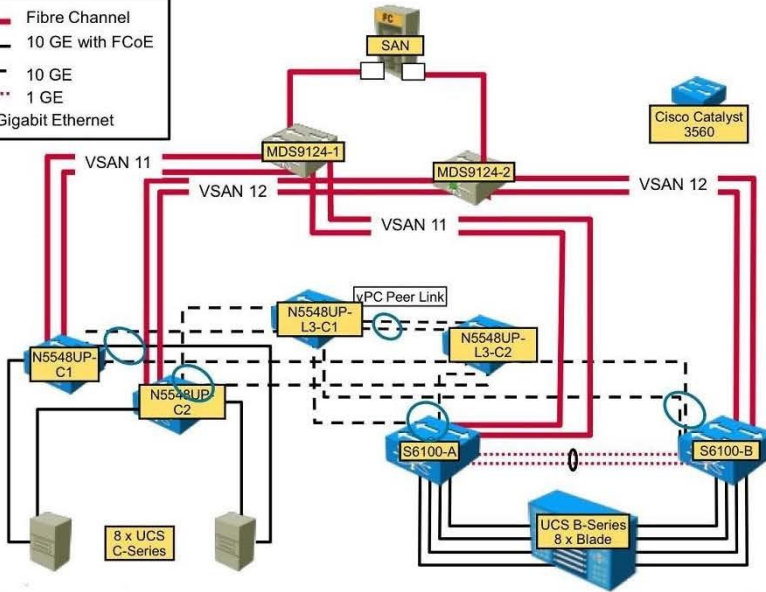 Fibre Channel
10 GE with FCoE
10 GE
1 GE
Gigabit Ethernet
FC
SAN
Cisco Catalyst
3560
MDS9124-1
MDS9124-2
VSAN 11
VSAN 12
VSAN 12
VSAN 11
vPC Peer Link
N5548UP-
L3-C1
N5548UP-
L3-C2
N5548UP-
C1
N5548UP-
C2
S6100-A
S6100-B
8 x UCS
C-Series
UCS B-Series
8 x Blade